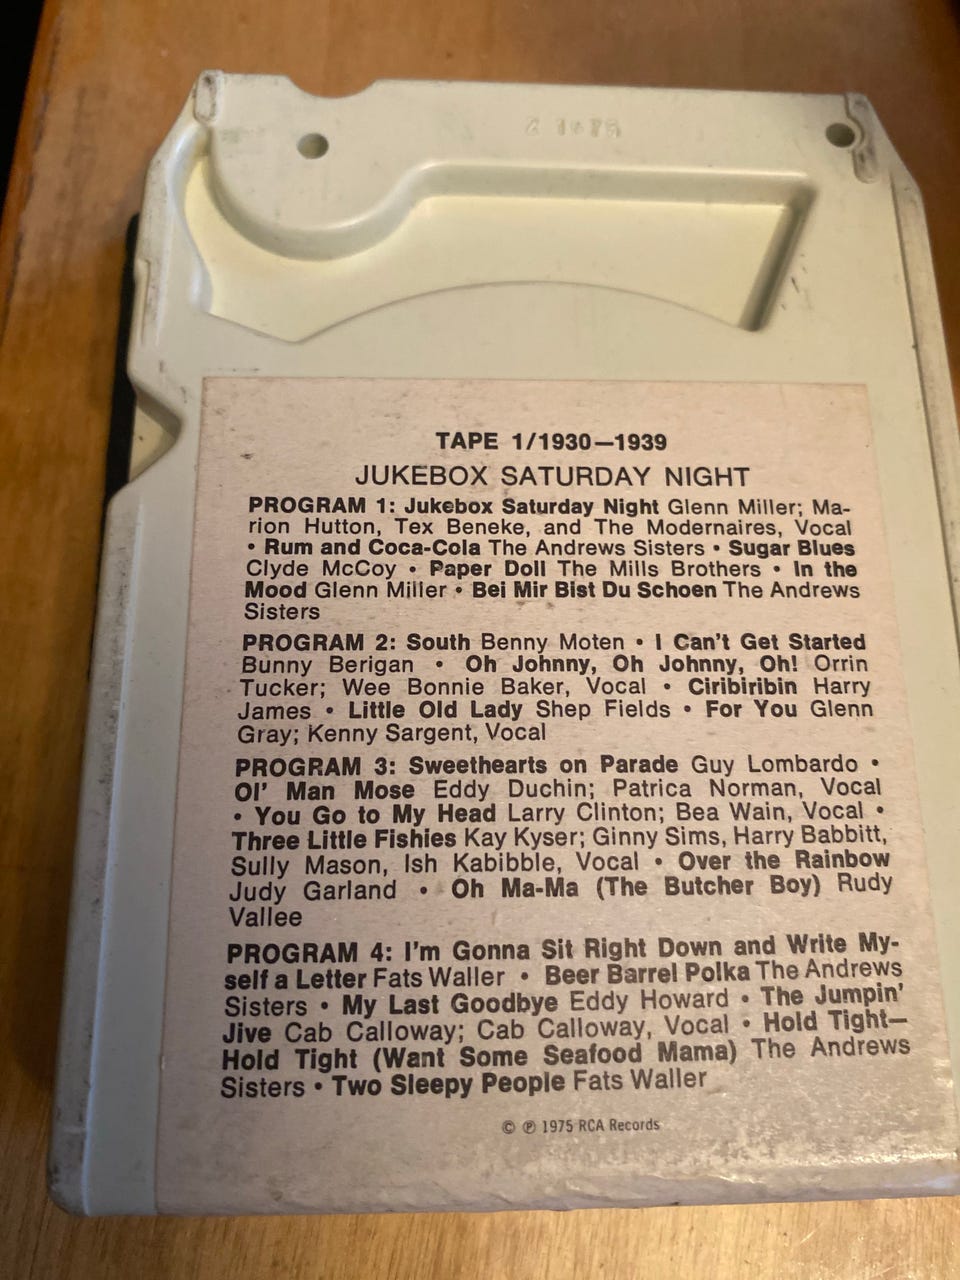 TAPE 1/1930—1939
JUKEBOX SATURDAY NIGHT
PROGRAM 1: Jukebox Saturday Night Glenn Miller; Ma-
rion Hutton, Tex Beneke, and The Modernaires, Vocal
• Rum and Coca-Cola The Andrews Sisters • Sugar Blues
Clyde McCoy • Paper Doll The Mills Brothers • In the
Mood Glenn Miller • Bei Mir Bist Du Schoen The Andrews
Sisters
PROGRAM 2: South Benny Moten • I Can't Get Started
Bunny Berigan • Oh Johnny, Oh Johnny, Oh! Orrin
Tucker; Wee Bonnie Baker, Vocal • Ciribiribin Harry
James • Little Old Lady Shep Fields • For You Glenn
Gray; Kenny Sargent, Vocal
PROGRAM 3: Sweethearts on Parade Guy Lombardo •
Ol' Man Mose Eddy Duchin; Patrica Norman, Vocal
• You Go to My Head Larry Clinton; Bea Wain, Vocal •
Three Little Fishies Kay Kyser; Ginny Sims, Harry Babbitt,
Sully Mason, Ish Kabibble, Vocal • Over the Rainbow
Judy Garland • Oh Ma-Ma (The Butcher Boy) Rudy
Vallee
PROGRAM 4: I'm Gonna Sit Right Down and Write My-
self a Letter Fats Waller • Beer Barrel Polka The Andrews
Sisters • My Last Goodbye Eddy Howard • The Jumpin'
Jive Cab Calloway; Cab Calloway, Vocal • Hold Tight—
Hold Tight (Want Some Seafood Mama) The Andrews
Sisters • Two Sleepy People Fats Waller
© ℗ 1975 RCA Records